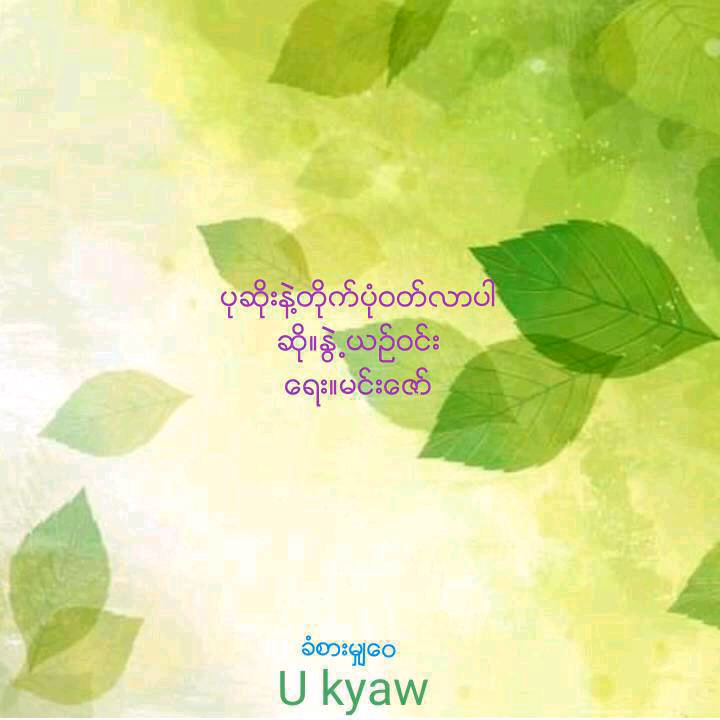 ပုဆိုးနဲ့တိုက်ပုံဝတ်လာပါ
ဆို။နွဲ့ယဉ်ဝင်း
ရေး။မင်းဇော်
ခံစားမျှဝေ
U kyaw